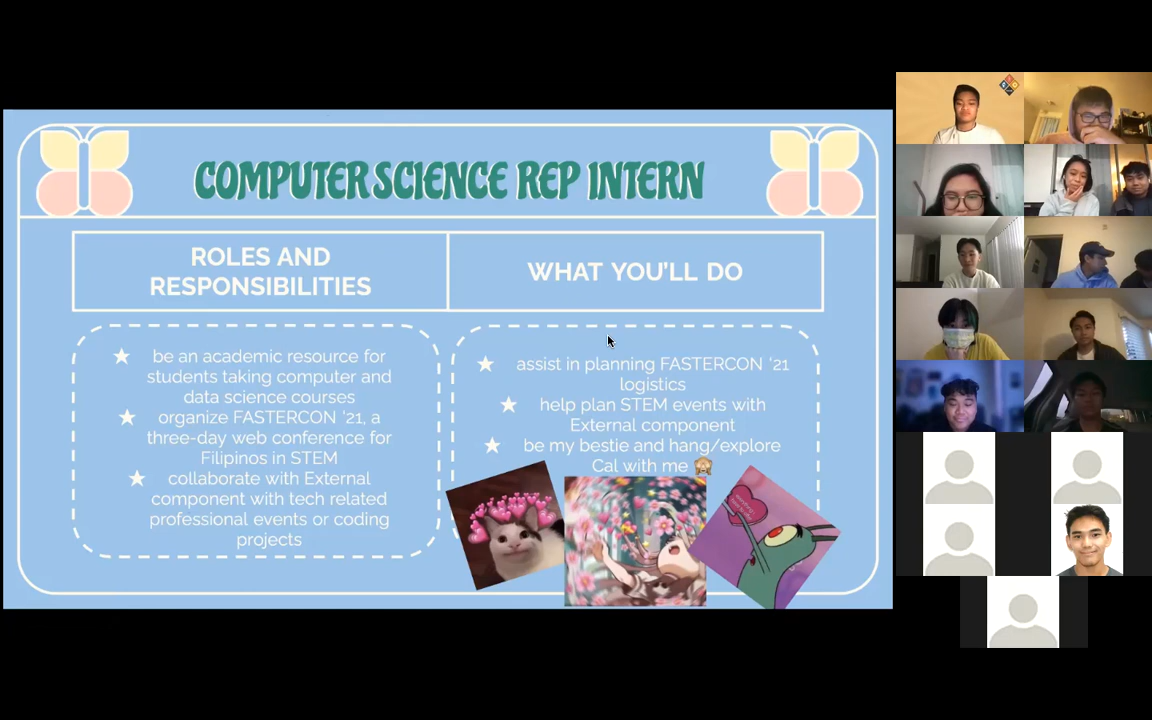 COMPUTER SCIENCE REP INTERN
ROLES AND
RESPONSIBILITIES
WHAT YOU'LL DO
be an academic resource for
students taking computer and
data science courses
organize FASTERCON '21, a
three-day web conference for
Filipinos in STEM
collaborate with External
component with tech related
professional events or coding
projects
assist in planning FASTERCON '21
logistics
help plan STEM events with
External component
be my bestie and hang/explore
Cal with me 🙈